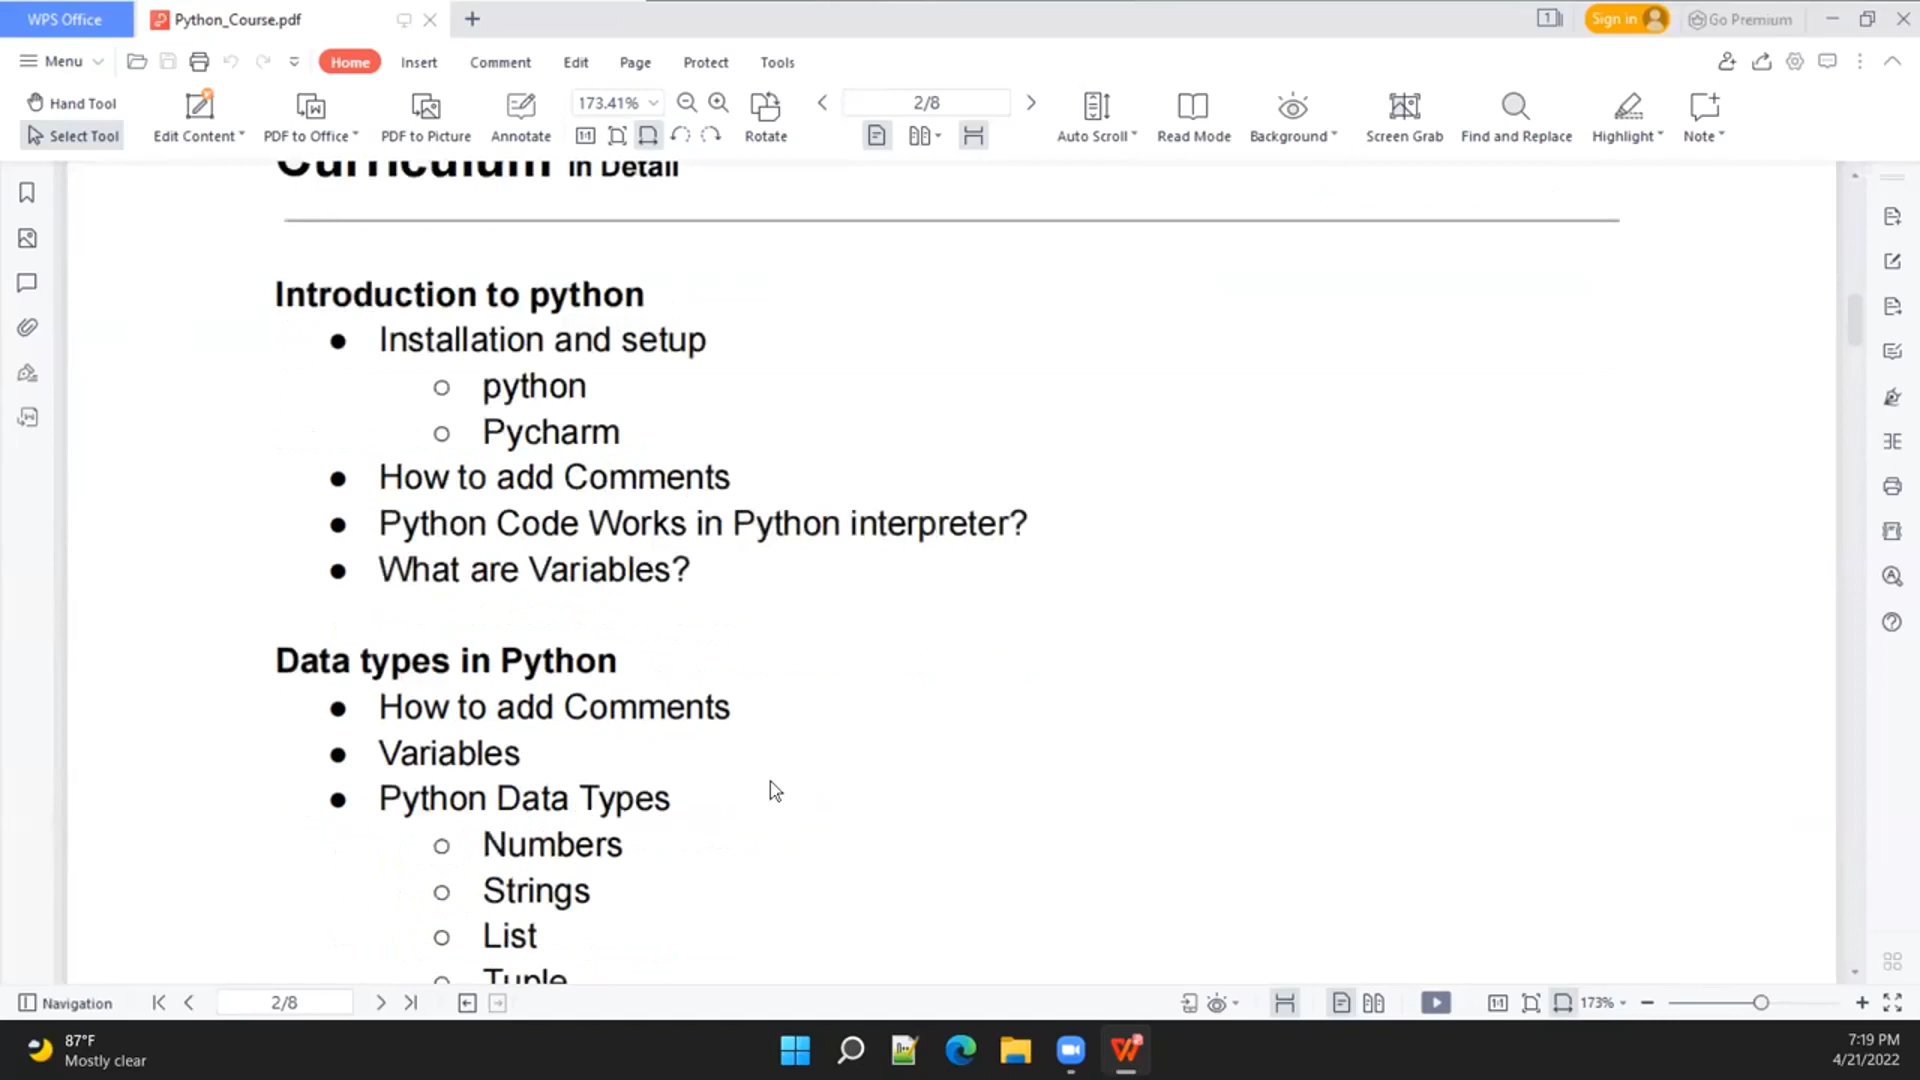 WPS Office
Python_Course.pdf
1
Sign in
Go Premium
Menu
Home
Insert
Comment
Edit
Page
Protect
Tools
Hand Tool
Select Tool
Edit Content
PDF to Office
PDF to Picture
Annotate
173.41%
Rotate
2/8
Auto Scroll
Read Mode
Background
Screen Grab
Find and Replace
Highlight
Note
Curriculum in Detail
Introduction to python
● Installation and setup
○ python
○ Pycharm
● How to add Comments
● Python Code Works in Python interpreter?
● What are Variables?
Data types in Python
● How to add Comments
● Variables
● Python Data Types
○ Numbers
○ Strings
○ List
○ Tuple
Navigation
2/8
173%
87°F
Mostly clear
7:19 PM
4/21/2022